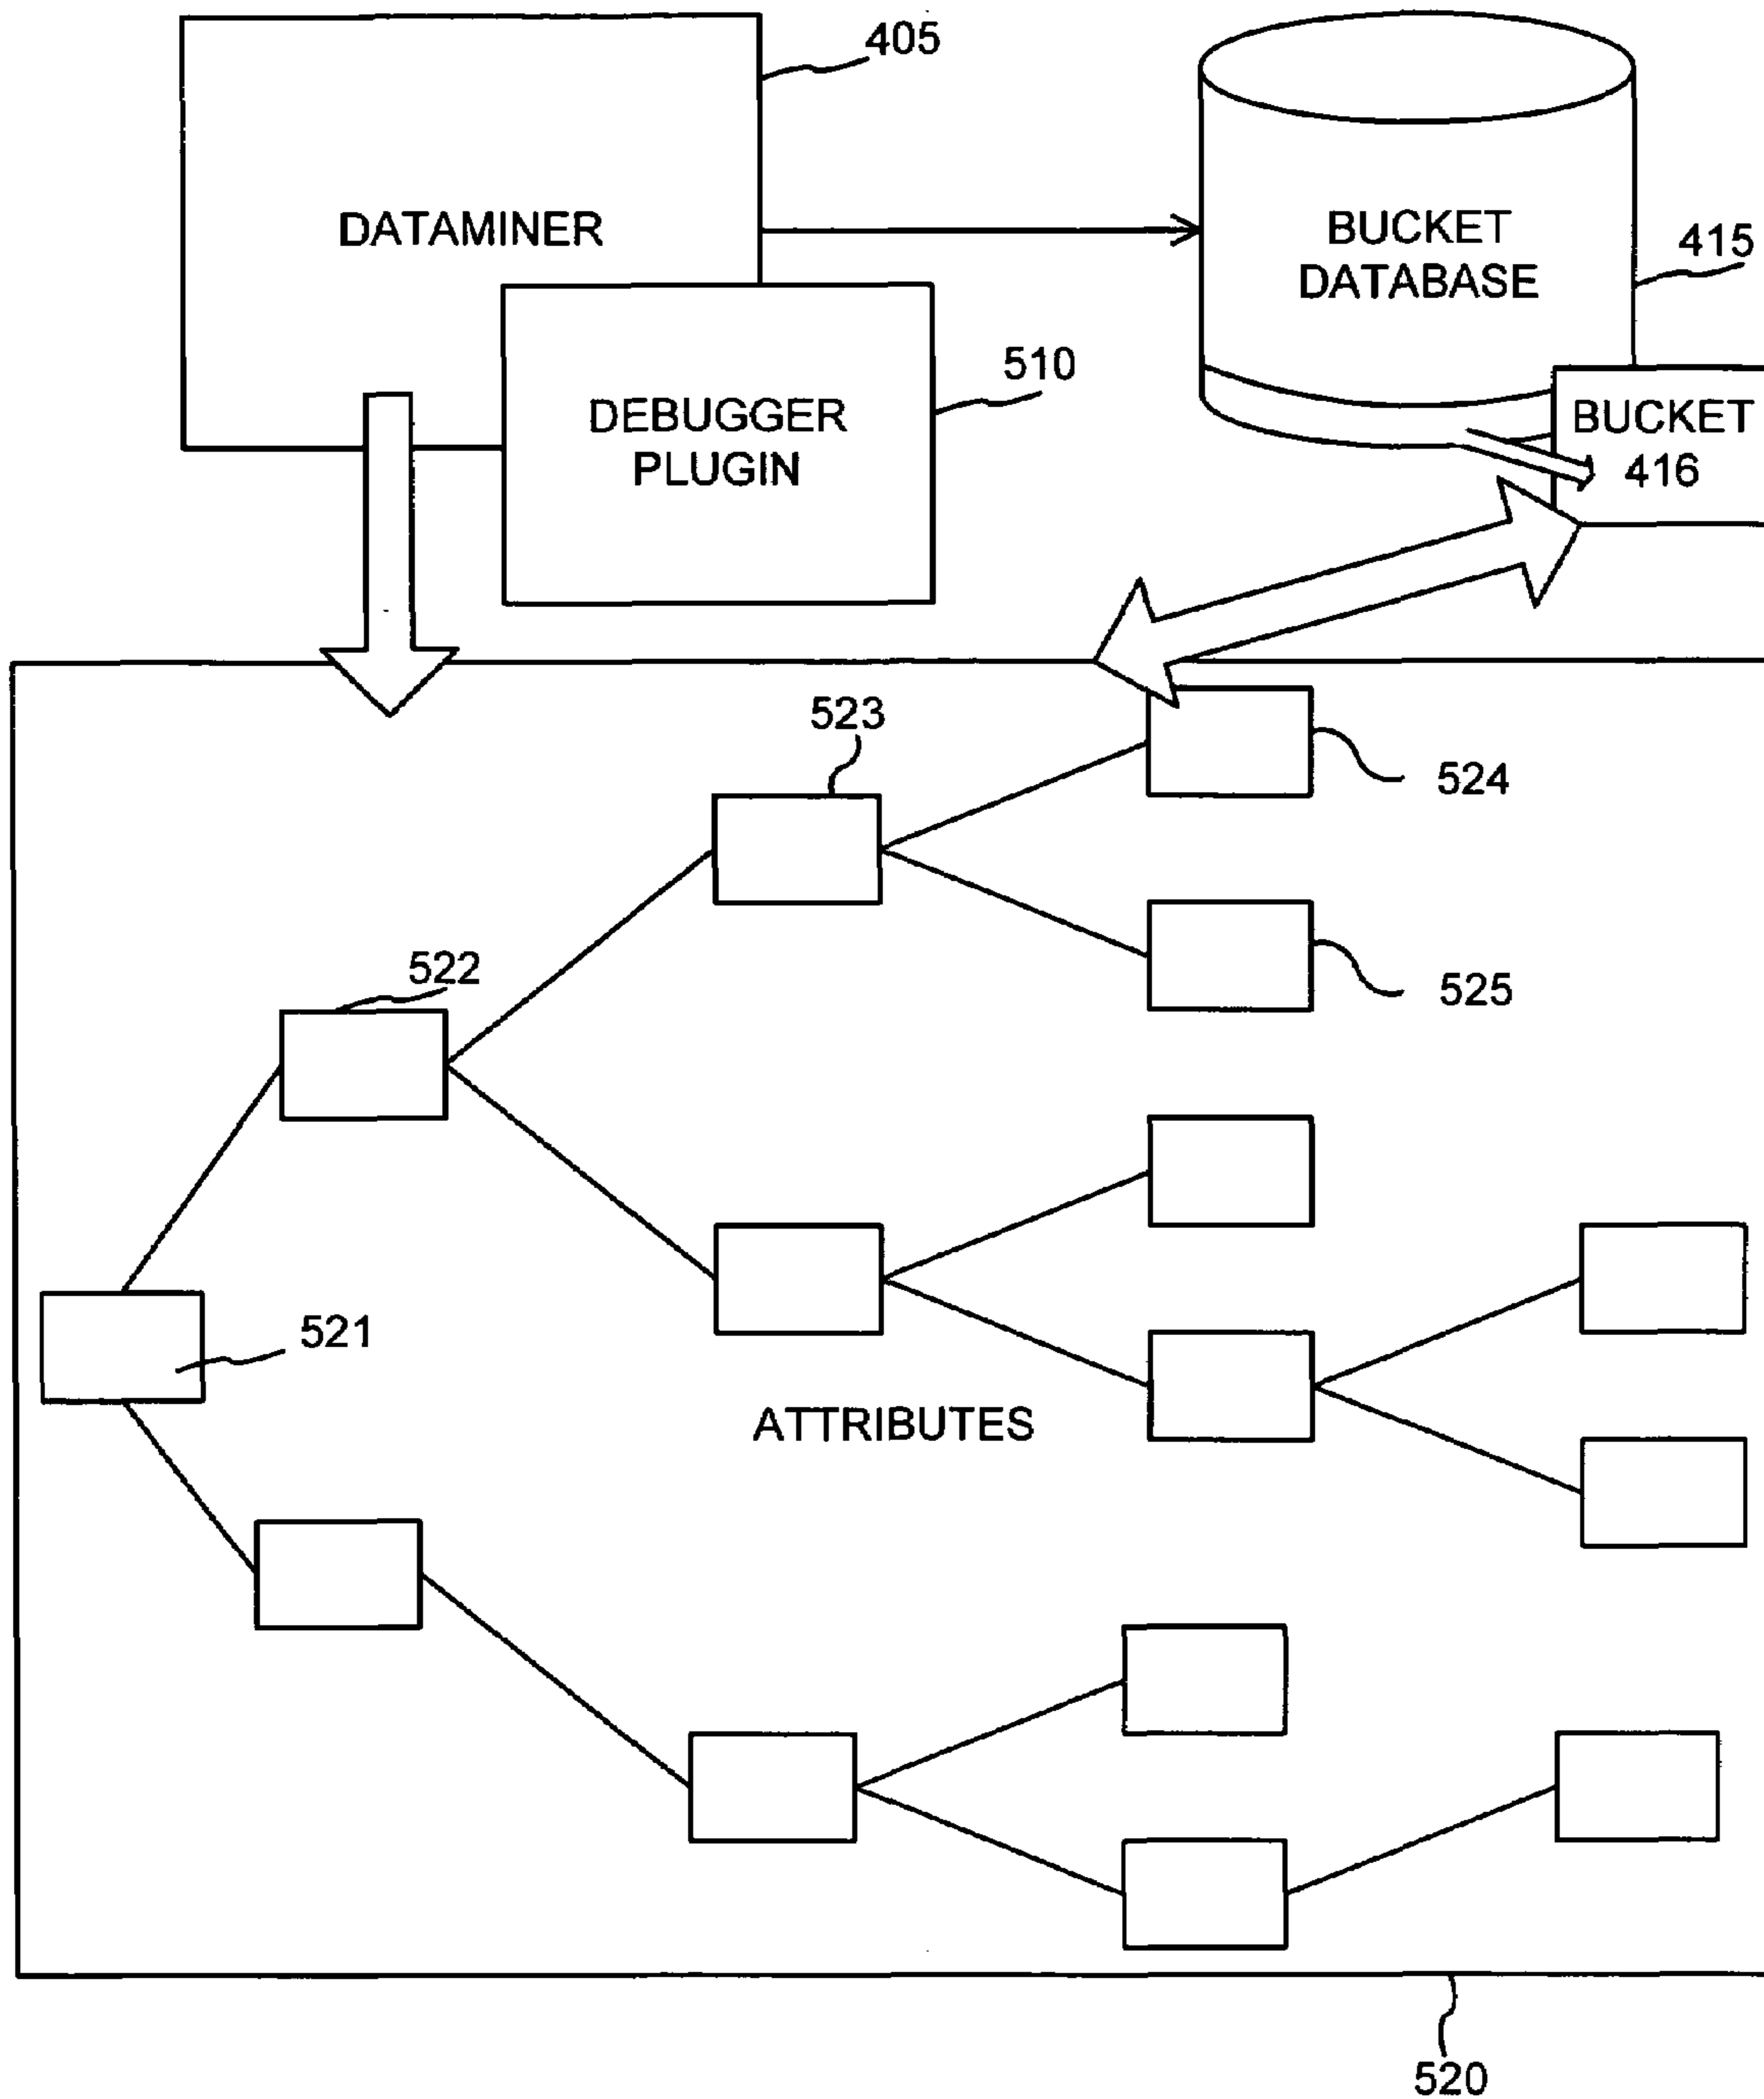 405
DATAMINER
BUCKET
DATABASE
415
510
DEBUGGER
PLUGIN
BUCKET
416
523
524
522
525
521
ATTRIBUTES
520